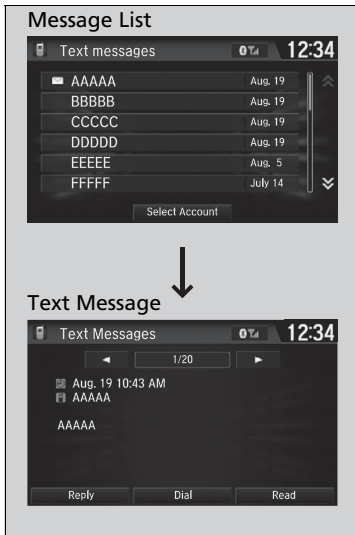 Message List
Text messages 12:34
AAAAA Aug. 19
BBBBB Aug. 19
CCCCC Aug. 19
DDDDD Aug. 19
EEEEE Aug. 5
FFFFF July 14
Select Account
Text Message
Text Messages 12:34
1/20
Aug. 19 10:43 AM
AAAAA
AAAAA
Reply Dial Read